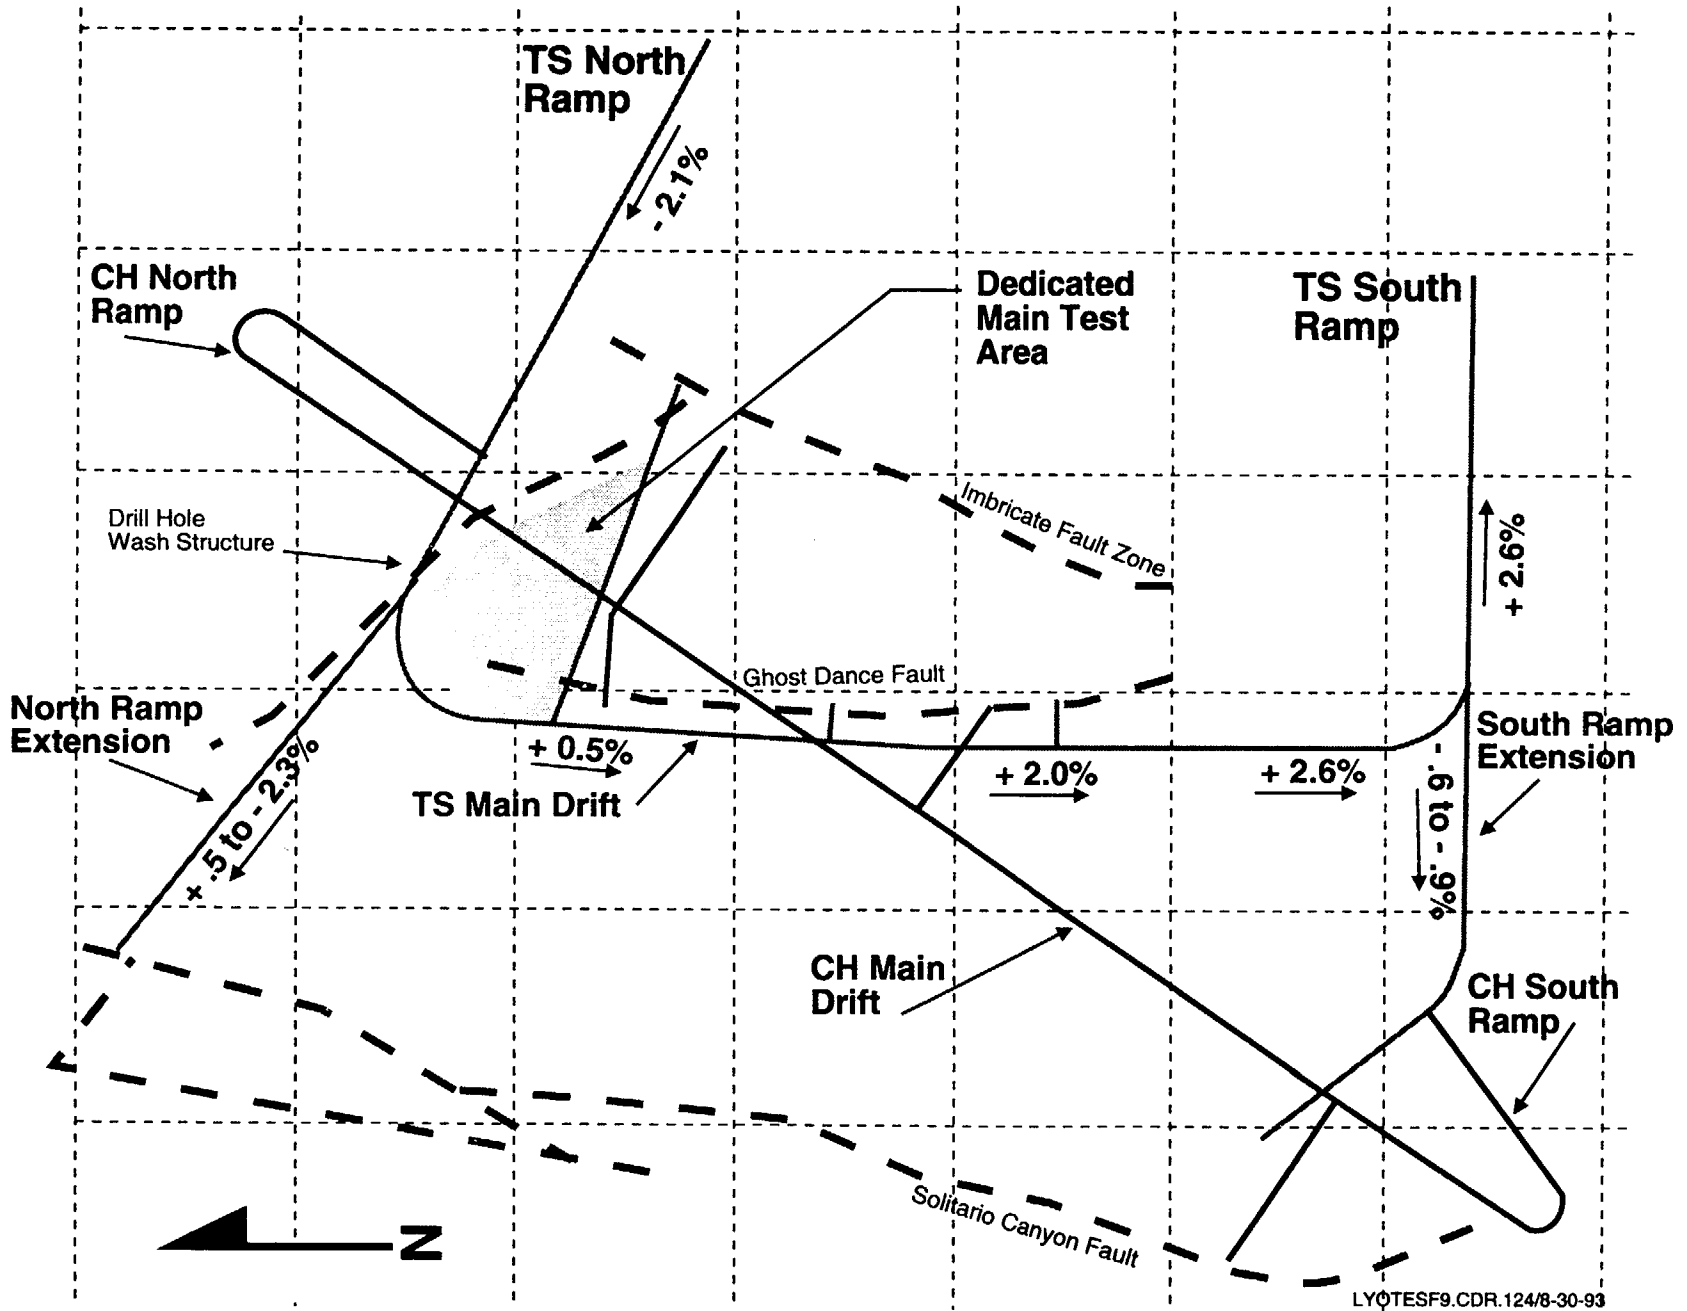 TS North
Ramp
- 2.1%
CH North
Ramp
Dedicated
Main Test
Area
TS South
Ramp
Drill Hole
Wash Structure
Imbricate Fault Zone
+ 2.6%
Ghost Dance Fault
North Ramp
Extension
+ .5 to - 2.3%
+ 0.5%
TS Main Drift
+ 2.0%
+ 2.6%
- .6 to - .9%
South Ramp
Extension
CH Main
Drift
CH South
Ramp
Solitario Canyon Fault
N
LYOTESF9.CDR.124/8-30-93